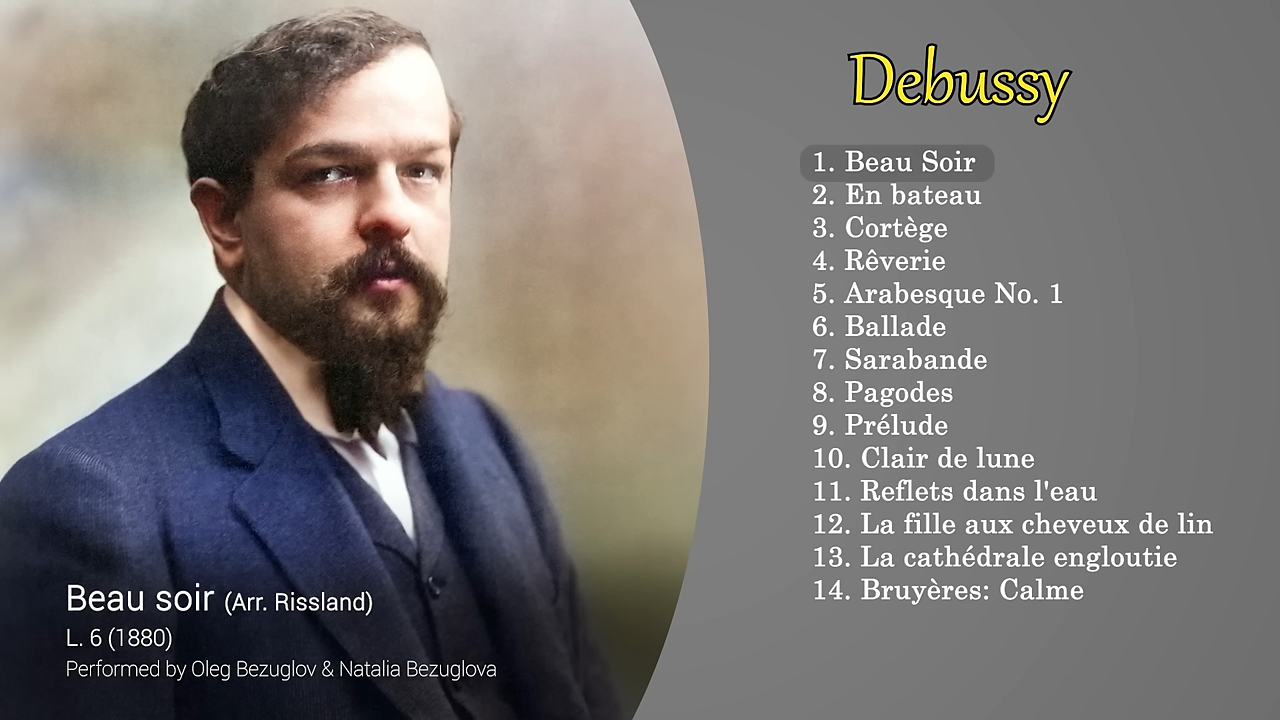 Debussy
1. Beau Soir
2. En bateau
3. Cortège
4. Rêverie
5. Arabesque No. 1
6. Ballade
7. Sarabande
8. Pagodes
9. Prélude
10. Clair de lune
11. Reflets dans l'eau
12. La fille aux cheveux de lin
13. La cathédrale engloutie
14. Bruyères: Calme
Beau soir (Arr. Rissland)
L. 6 (1880)
Performed by Oleg Bezuglov & Natalia Bezuglova